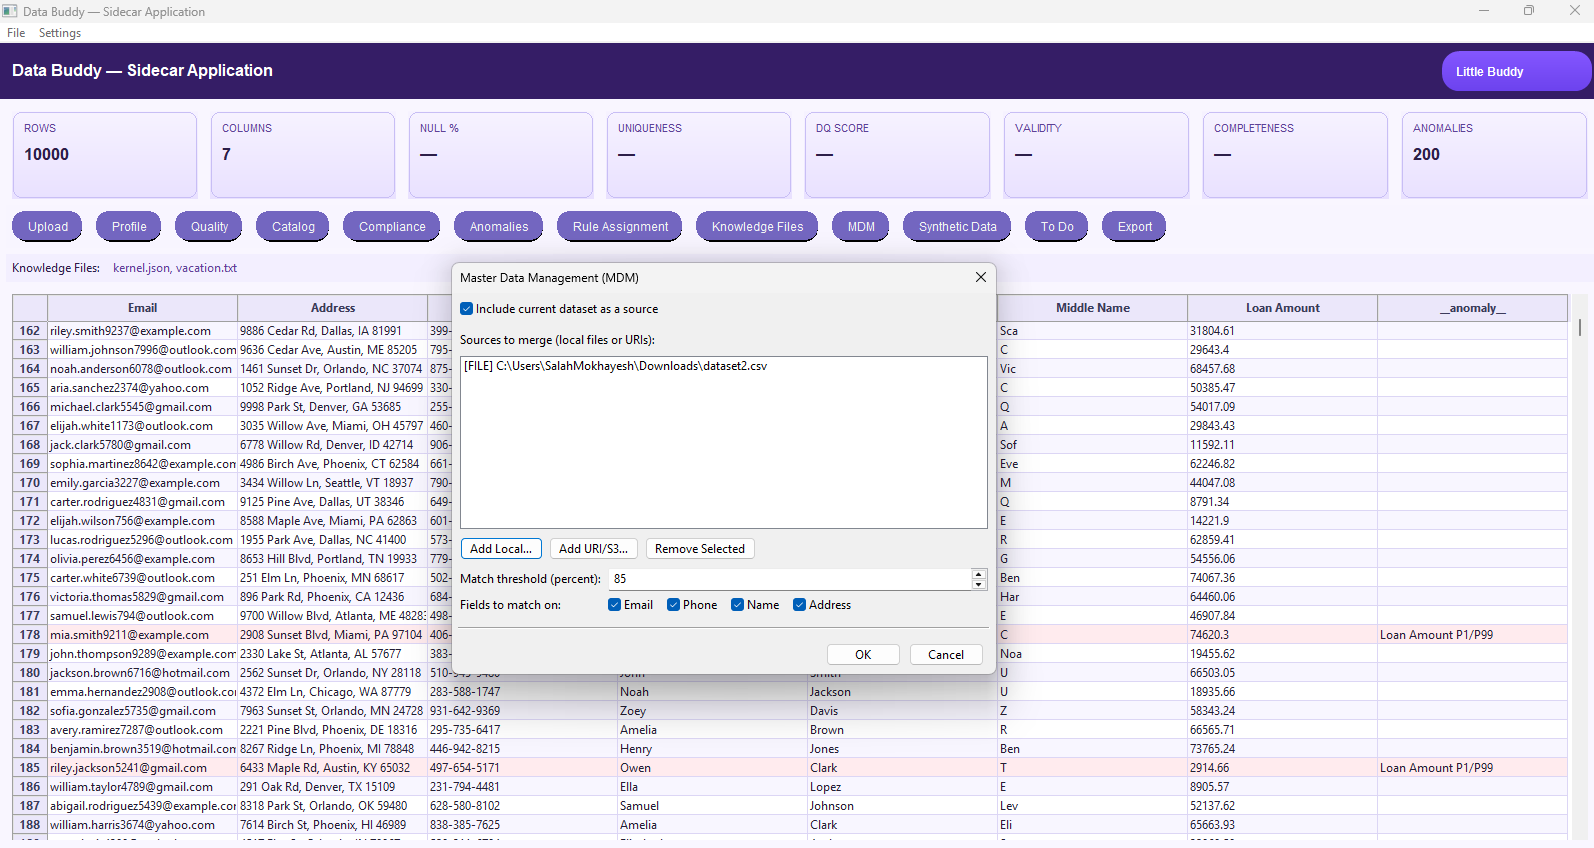 Data Buddy — Sidecar Application
File Settings
Data Buddy — Sidecar Application
Little Buddy
ROWS COLUMNS NULL % UNIQUENESS DQ SCORE VALIDITY COMPLETENESS ANOMALIES
10000 7 — — — — — 200
Upload Profile Quality Catalog Compliance Anomalies Rule Assignment Knowledge Files MDM Synthetic Data To Do Export
Knowledge Files: kernel.json, vacation.txt
Master Data Management (MDM)
Include current dataset as a source
Sources to merge (local files or URIs):
[FILE] C:\Users\SalahMokhayesh\Downloads\dataset2.csv
Add Local... Add URI/S3... Remove Selected
Match threshold (percent): 85
Fields to match on: Email Phone Name Address
OK Cancel
Email Address Middle Name Loan Amount __anomaly__
162 riley.smith9237@example.com 9886 Cedar Rd, Dallas, IA 81991 399- Sca 31804.61
163 william.johnson7996@outlook.com 9636 Cedar Ave, Austin, ME 85205 795- C 29643.4
164 noah.anderson6078@outlook.com 1461 Sunset Dr, Orlando, NC 37074 875- Vic 68457.68
165 aria.sanchez2374@yahoo.com 1052 Ridge Ave, Portland, NJ 94699 330- C 50385.47
166 michael.clark5545@gmail.com 9998 Park St, Denver, GA 53685 255- Q 54017.09
167 elijah.white1173@outlook.com 3035 Willow Ave, Miami, OH 45797 460- A 29843.43
168 jack.clark5780@gmail.com 6778 Willow Rd, Denver, ID 42714 906- Sof 11592.11
169 sophia.martinez8642@example.com 4986 Birch Ave, Phoenix, CT 62584 661- Eve 62246.82
170 emily.garcia3227@example.com 3434 Willow Ln, Seattle, VT 18937 790- M 44047.08
171 carter.rodriguez4831@gmail.com 9125 Pine Ave, Dallas, UT 38346 649- Q 8791.34
172 elijah.wilson756@example.com 8588 Maple Ave, Miami, PA 62863 601- E 14221.9
173 lucas.rodriguez5296@outlook.com 1955 Park Ave, Dallas, NC 41400 573- R 62859.41
174 olivia.perez6456@example.com 8653 Hill Blvd, Portland, TN 19933 779- G 54556.06
175 carter.white6739@outlook.com 251 Elm Ln, Phoenix, MN 68617 502- Ben 74067.36
176 victoria.thomas5829@gmail.com 896 Park Rd, Phoenix, CA 12436 684- Har 64460.06
177 samuel.lewis794@outlook.com 9700 Willow Blvd, Atlanta, ME 48283 498- E 46907.84
178 mia.smith9211@example.com 2908 Sunset Blvd, Miami, PA 97104 406- C 74620.3 Loan Amount P1/P99
179 john.thompson9289@example.com 2330 Lake St, Atlanta, AL 57677 383- Noa 19455.62
180 jackson.brown6716@hotmail.com 2562 Sunset Dr, Orlando, NY 28118 510- John Smith U 66503.05
181 emma.hernandez2908@outlook.co 4372 Elm Ln, Chicago, WA 87779 283-588-1747 Noah Jackson U 18935.66
182 sofia.gonzalez5735@gmail.com 7963 Sunset St, Orlando, MN 24728 931-642-9369 Zoey Davis Z 58343.24
183 avery.ramirez7287@outlook.com 2221 Pine Blvd, Phoenix, DE 18316 295-735-6417 Amelia Brown R 66565.71
184 benjamin.brown3519@hotmail.com 8267 Ridge Ln, Phoenix, MI 78848 446-942-8215 Henry Jones Ben 73765.24
185 riley.jackson5241@gmail.com 6433 Maple Rd, Austin, KY 65032 497-654-5171 Owen Clark T 2914.66 Loan Amount P1/P99
186 william.taylor4789@gmail.com 291 Oak Rd, Denver, TX 15109 231-794-4481 Ella Lopez E 8905.57
187 abigail.rodriguez5439@example.co 8318 Park St, Orlando, OK 59480 628-580-8102 Samuel Johnson Lev 52137.62
188 william.harris3674@yahoo.com 7614 Birch St, Phoenix, HI 46989 838-385-7625 Amelia Clark Eli 65663.93